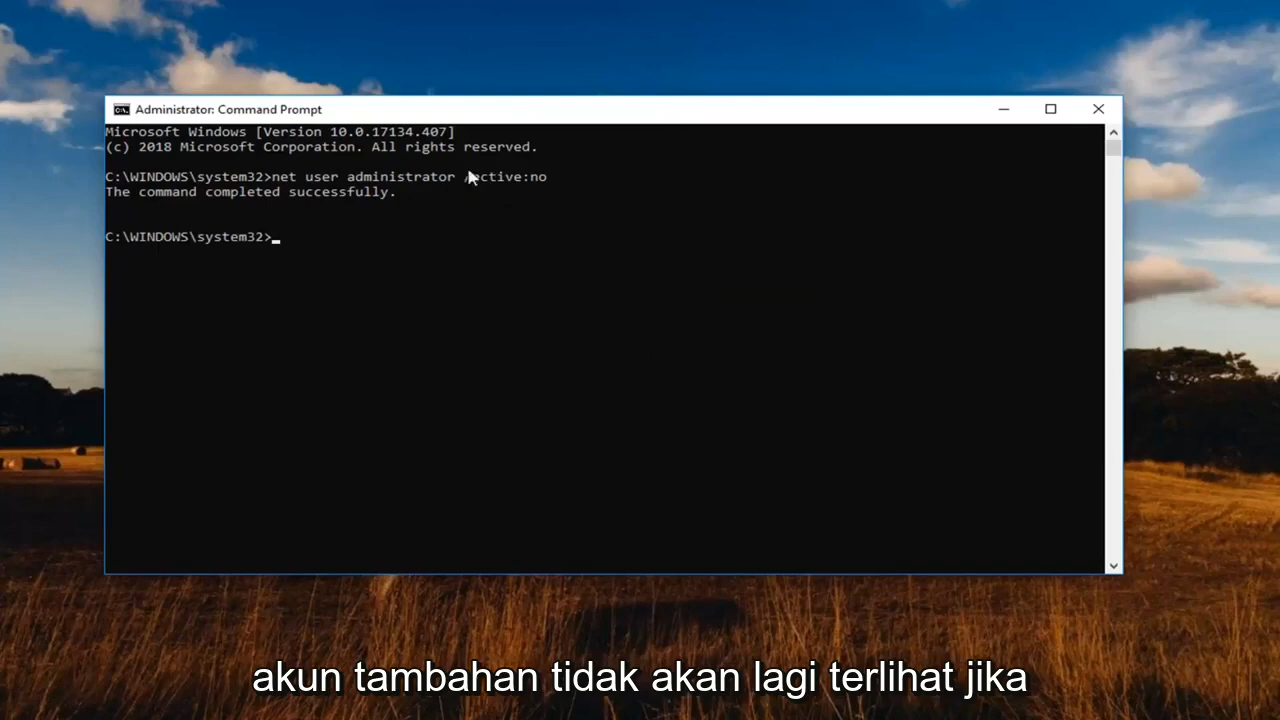 Administrator: Command Prompt
Microsoft Windows [Version 10.0.17134.407]
(c) 2018 Microsoft Corporation. All rights reserved.
C:\WINDOWS\system32>net user administrator /active:no
The command completed successfully.
C:\WINDOWS\system32>
akun tambahan tidak akan lagi terlihat jika